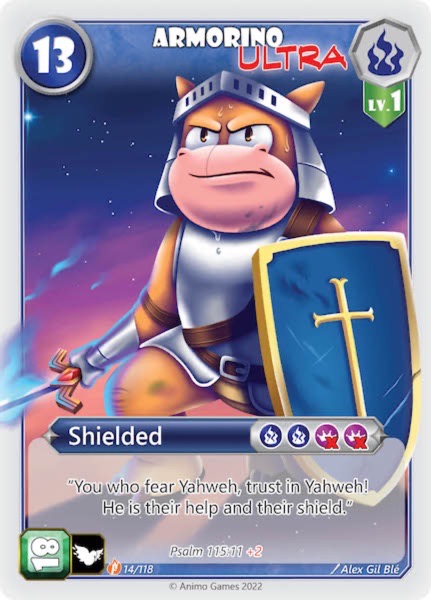 13
ARMORINO
ULTRA
LV.1
Shielded
"You who fear Yahweh, trust in Yahweh!
He is their help and their shield."
Psalm 115:11 +2
18
14/118
Alex Gil Blé
© Animo Games 2022